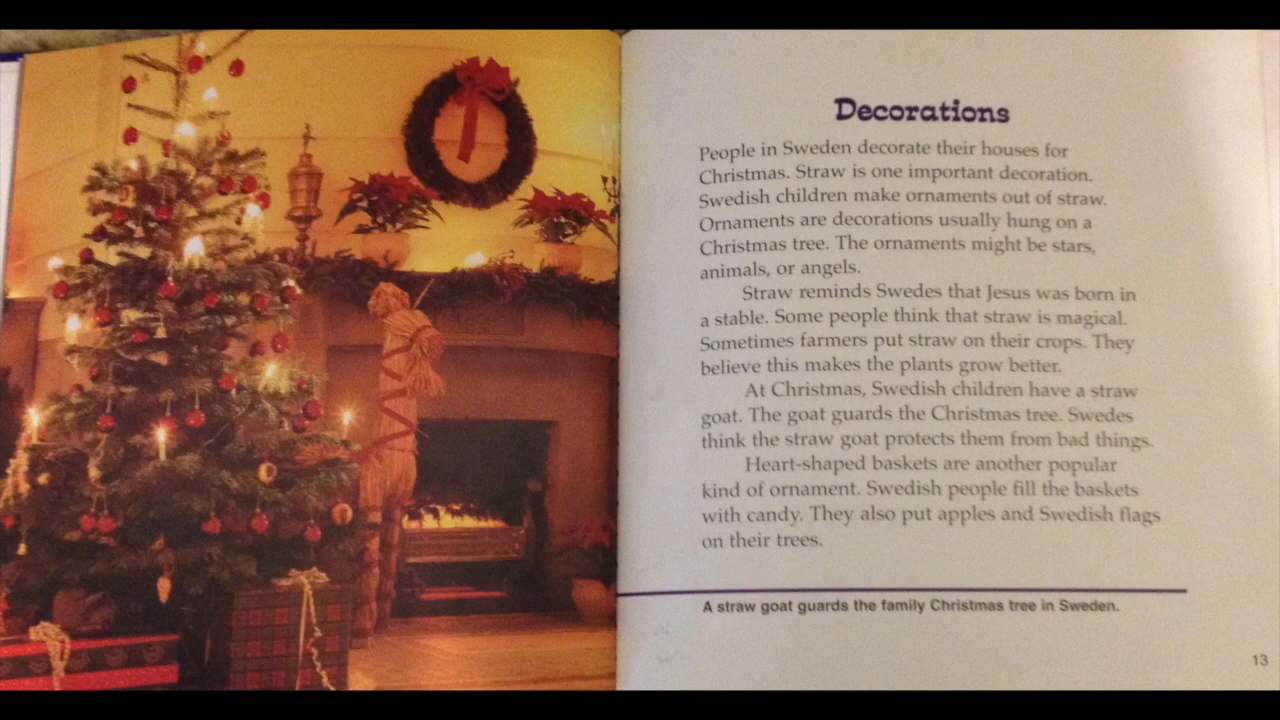 Decorations
People in Sweden decorate their houses for
Christmas. Straw is one important decoration.
Swedish children make ornaments out of straw.
Ornaments are decorations usually hung on a
Christmas tree. The ornaments might be stars,
animals, or angels.
Straw reminds Swedes that Jesus was born in
a stable. Some people think that straw is magical.
Sometimes farmers put straw on their crops. They
believe this makes the plants grow better.
At Christmas, Swedish children have a straw
goat. The goat guards the Christmas tree. Swedes
think the straw goat protects them from bad things.
Heart-shaped baskets are another popular
kind of ornament. Swedish people fill the baskets
with candy. They also put apples and Swedish flags
on their trees.
A straw goat guards the family Christmas tree in Sweden.
13